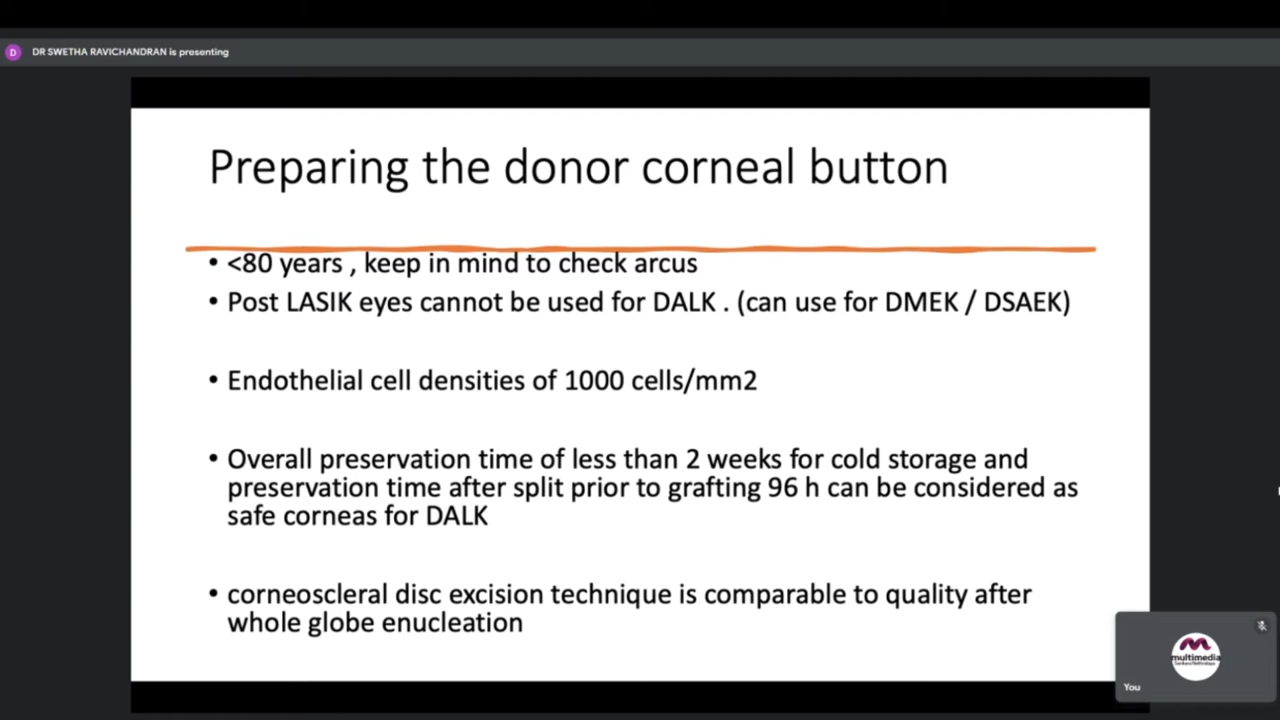 D
DR SWETHA RAVICHANDRAN is presenting
Preparing the donor corneal button
• <80 years , keep in mind to check arcus
• Post LASIK eyes cannot be used for DALK . (can use for DMEK / DSAEK)
• Endothelial cell densities of 1000 cells/mm2
• Overall preservation time of less than 2 weeks for cold storage and
preservation time after split prior to grafting 96 h can be considered as
safe corneas for DALK
• corneoscleral disc excision technique is comparable to quality after
whole globe enucleation
multimedia
You